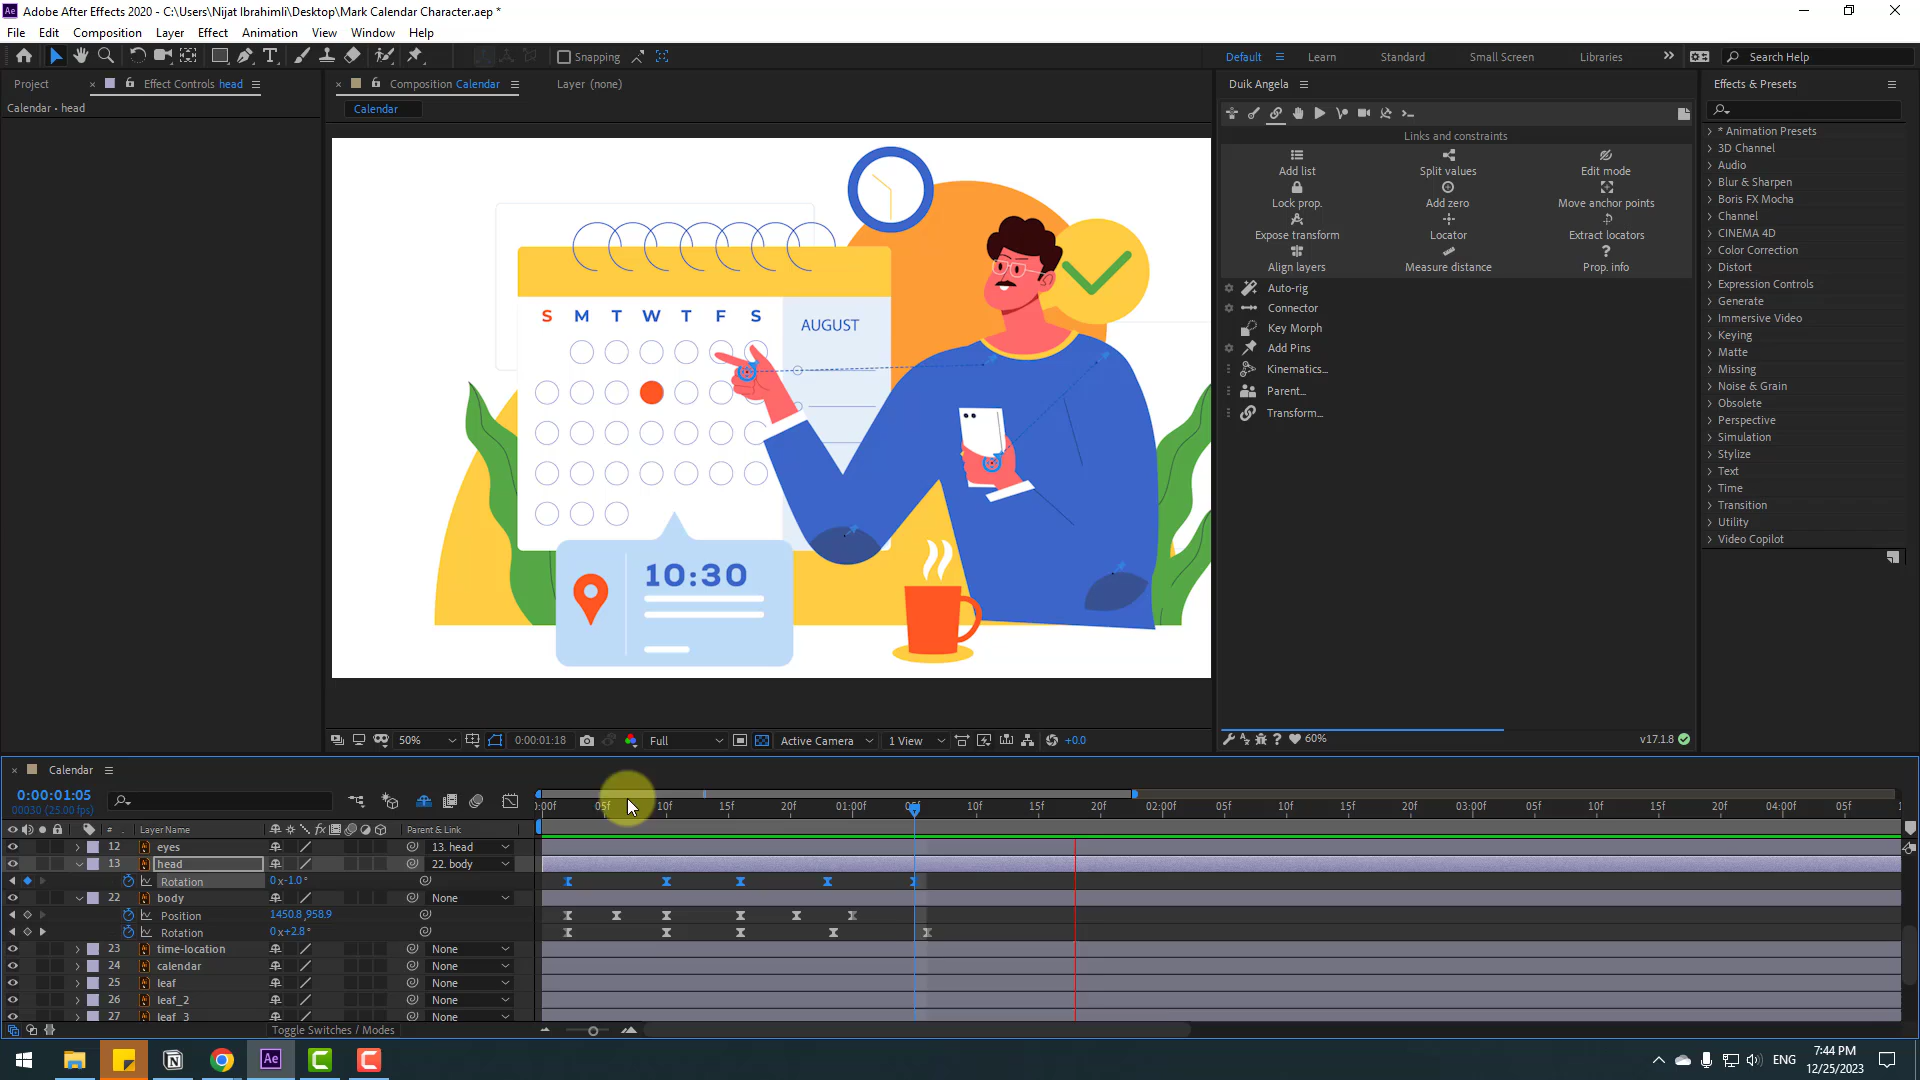 Adobe After Effects 2020 - C:\Users\Nijat Ibrahimli\Desktop\Mark Calendar Character.aep *
File Edit Composition Layer Effect Animation View Window Help
Snapping
Default Learn Standard Small Screen Libraries Search Help
Project Effect Controls head
Calendar • head
Composition Calendar Layer (none)
Calendar
S M T W T F S
AUGUST
10:30
50% 0:00:01:18 Full Active Camera 1 View +0.0
Duik Angela
Links and constraints
Add list Split values Edit mode
Lock prop. Add zero Move anchor points
Expose transform Locator Extract locators
Align layers Measure distance Prop. info
Auto-rig
Connector
Key Morph
Add Pins
Kinematics...
Parent...
Transform...
60% v17.1.8
Effects & Presets
* Animation Presets
3D Channel
Audio
Blur & Sharpen
Boris FX Mocha
Channel
CINEMA 4D
Color Correction
Distort
Expression Controls
Generate
Immersive Video
Keying
Matte
Missing
Noise & Grain
Obsolete
Perspective
Simulation
Stylize
Text
Time
Transition
Utility
Video Copilot
Calendar
0:00:01:05
00030 (25.00 fps)
:00f 05f 10f 15f 20f 01:00f 10f 15f 20f 02:00f 05f 10f 15f 20f 03:00f 05f 10f 15f 20f 04:00f 05f
# Layer Name Parent & Link
12 eyes 13. head
13 head 22. body
Rotation 0x-1.0°
22 body None
Position 1450.8,958.9
Rotation 0x+2.8°
23 time-location None
24 calendar None
25 leaf None
26 leaf_2 None
27 leaf_3 None
Toggle Switches / Modes
ENG
7:44 PM
12/25/2023